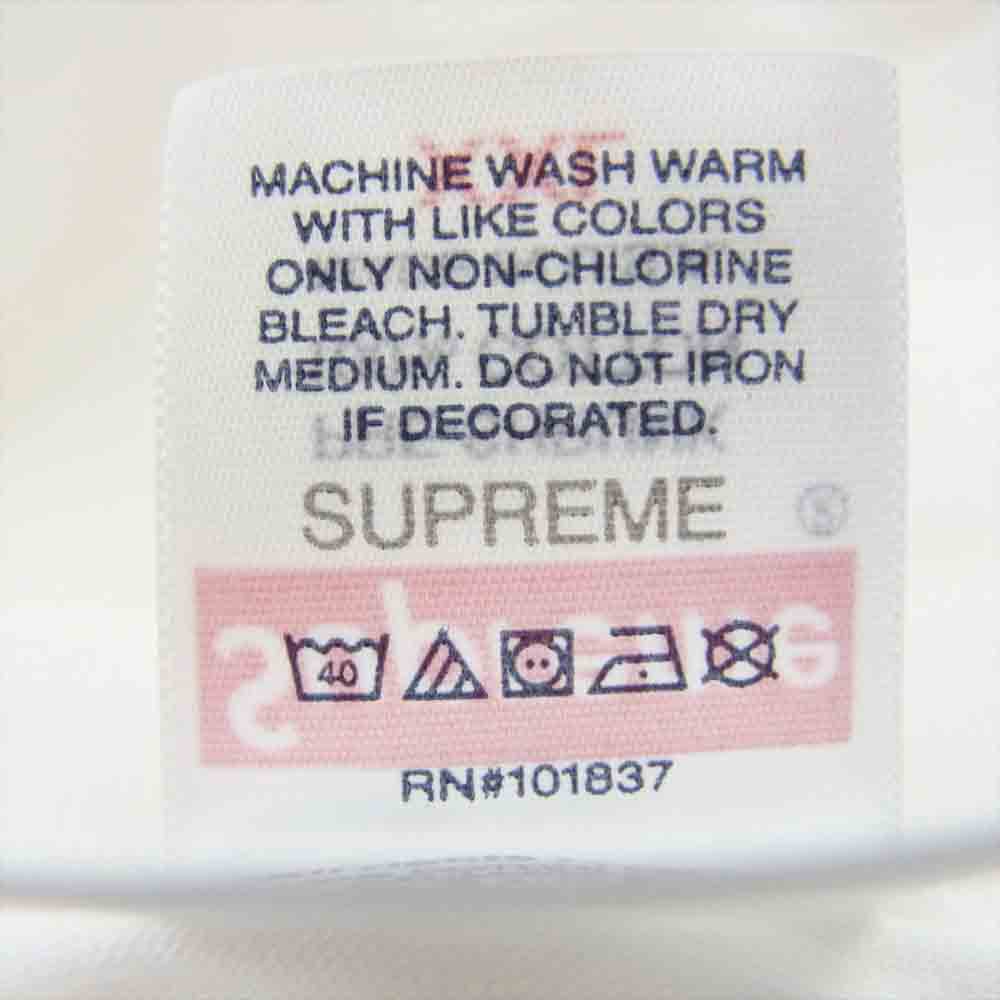 MACHINE WASH WARM
WITH LIKE COLORS
ONLY NON-CHLORINE
BLEACH. TUMBLE DRY
MEDIUM. DO NOT IRON
IF DECORATED.
SUPREME
40
RN#101837